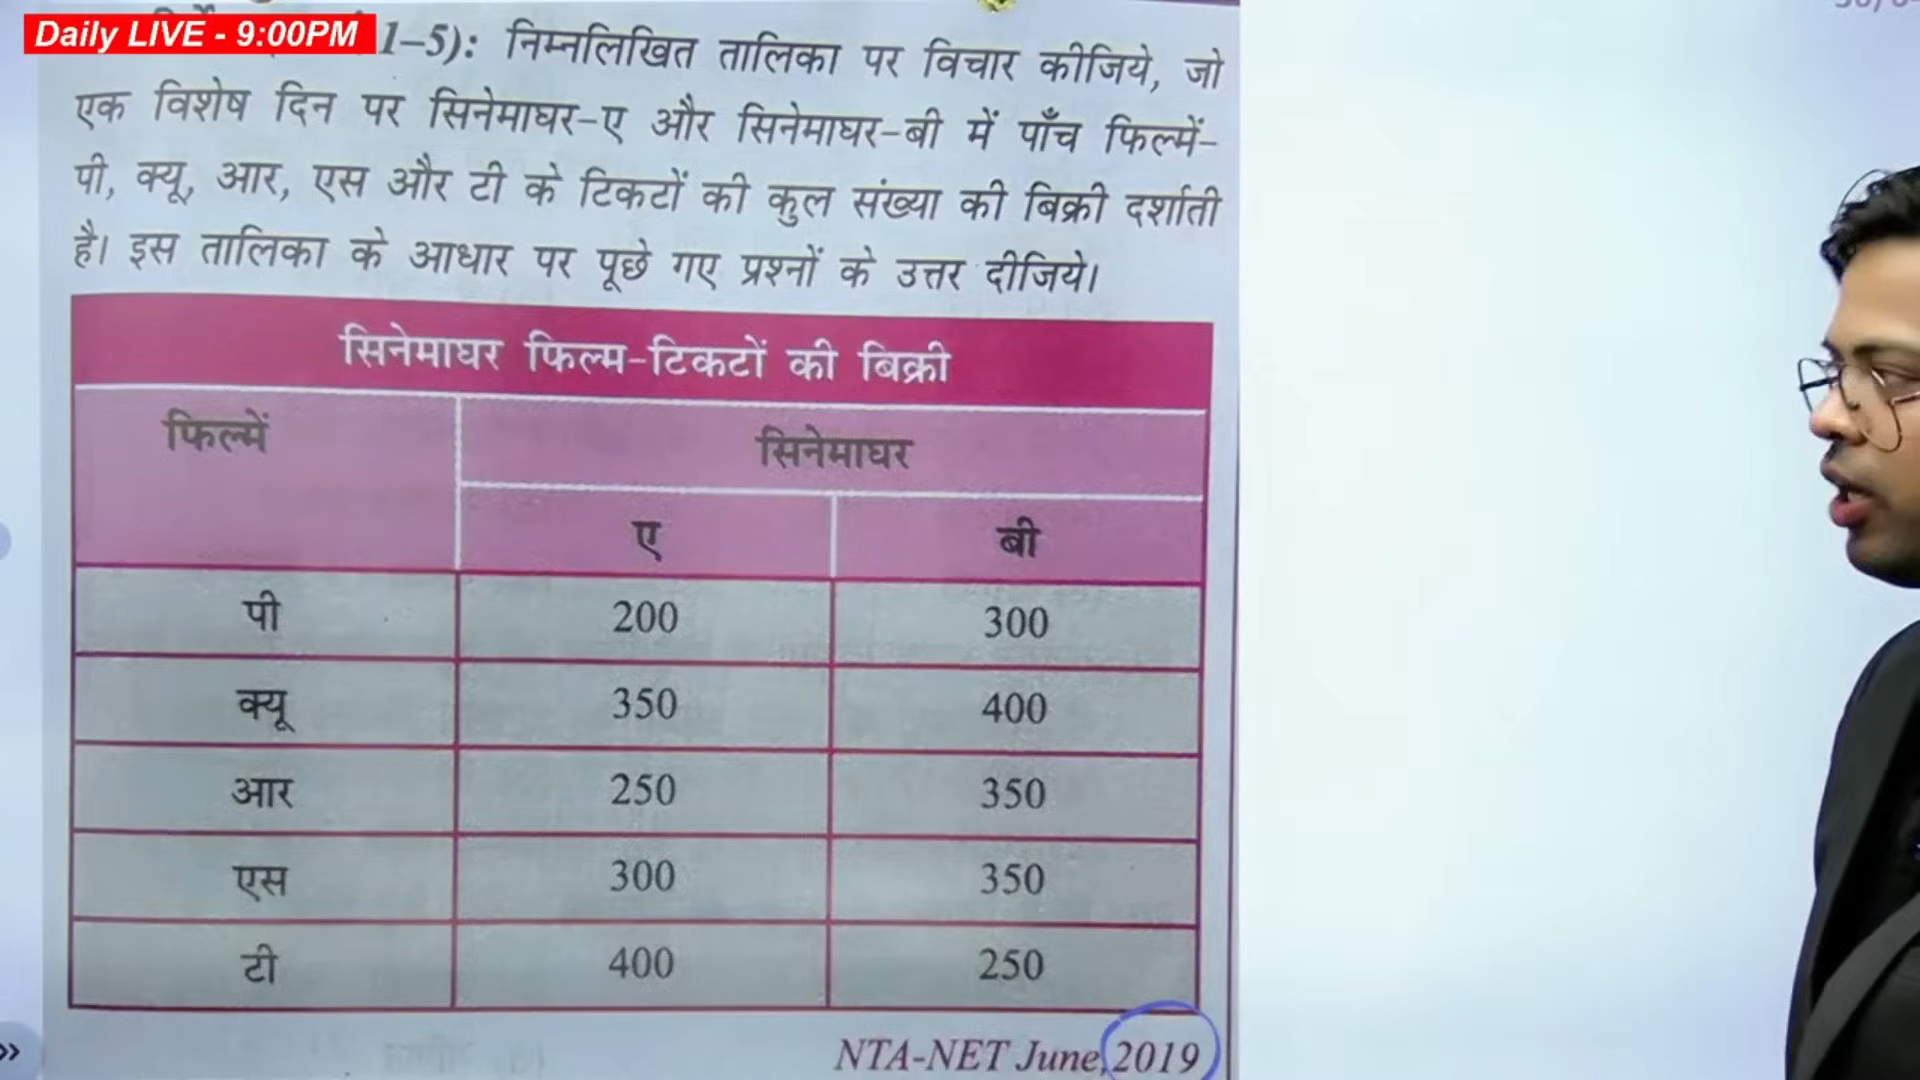 Daily LIVE - 9:00PM
1–5): निम्नलिखित तालिका पर विचार कीजिये, जो
एक विशेष दिन पर सिनेमाघर-ए और सिनेमाघर-बी में पाँच फिल्में-
पी, क्यू, आर, एस और टी के टिकटों की कुल संख्या की बिक्री दर्शाती
है। इस तालिका के आधार पर पूछे गए प्रश्नों के उत्तर दीजिये।
सिनेमाघर फिल्म-टिकटों की बिक्री
फिल्में सिनेमाघर
ए बी
पी 200 300
क्यू 350 400
आर 250 350
एस 300 350
टी 400 250
NTA-NET June, 2019